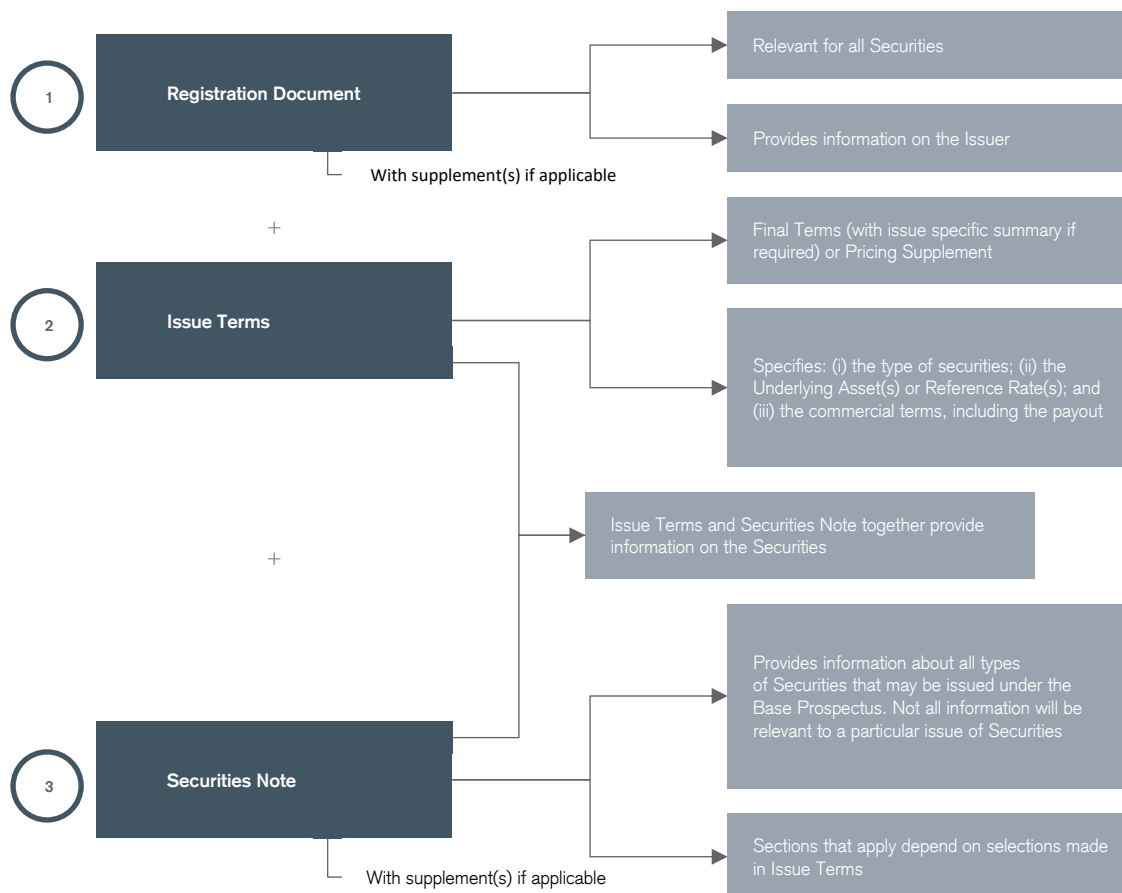 1
Registration Document
Relevant for all Securities
Provides information on the Issuer
With supplement(s) if applicable
+
2
Issue Terms
Final Terms (with issue specific summary if
required) or Pricing Supplement
Specifies: (i) the type of securities; (ii) the
Underlying Asset(s) or Reference Rate(s); and
(iii) the commercial terms, including the payout
Issue Terms and Securities Note together provide
information on the Securities
+
3
Securities Note
Provides information about all types
of Securities that may be issued under the
Base Prospectus. Not all information will be
relevant to a particular issue of Securities
Sections that apply depend on selections made
in Issue Terms
With supplement(s) if applicable